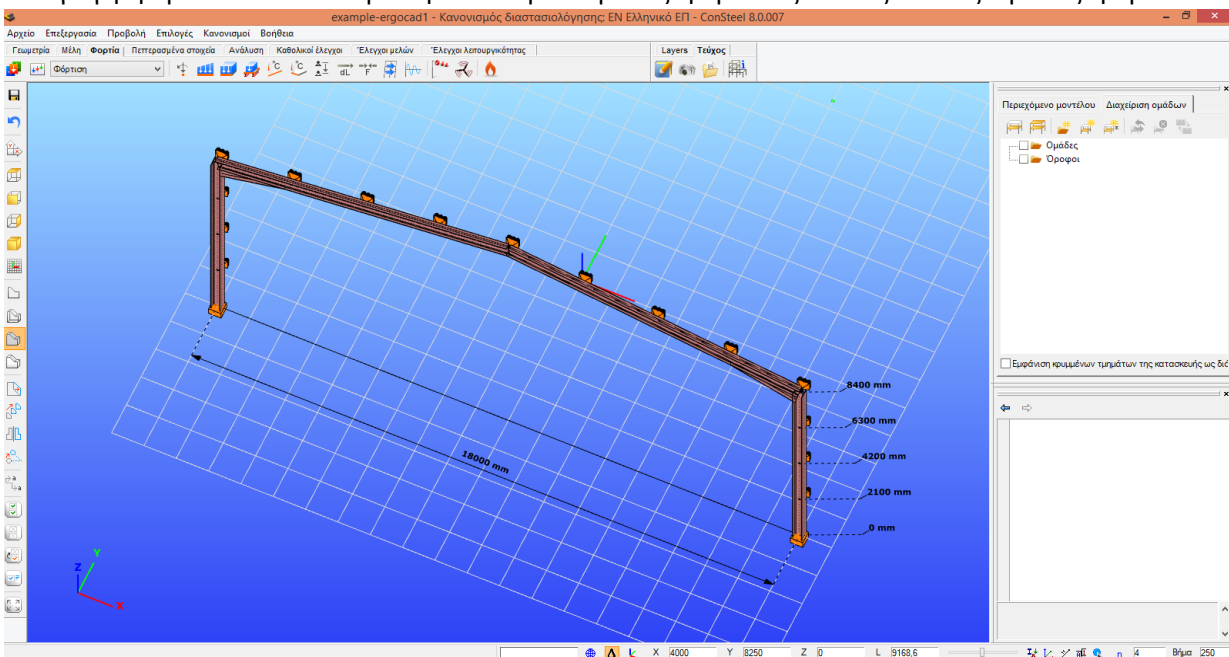 example-ergocad1 - Κανονισμός διαστασιολόγησης: EN Ελληνικό ΕΠ - ConSteel 8.0.007
Αρχείο Επεξεργασία Προβολή Επιλογές Κανονισμοί Βοήθεια
Γεωμετρία Μέλη Φορτία Πεπερασμένα στοιχεία Ανάλυση Καθολικοί έλεγχοι Έλεγχοι μελών Έλεγχοι λειτουργικότητας Layers Τεύχος
Φόρτιση
Περιεχόμενο μοντέλου Διαχείριση ομάδων
Ομάδες
Όροφοι
Εμφάνιση κρυμμένων τμημάτων της κατασκευής ως διά
8400 mm
6300 mm
4200 mm
18000 mm
2100 mm
0 mm
Z Y
X
X 4000 Y 8250 Z 0 L 9168,6 n 4 Βήμα 250